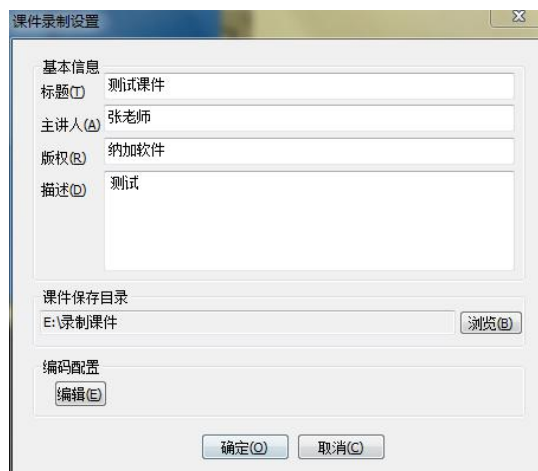 课件录制设置
基本信息
标题(T) 测试课件
主讲人(A) 张老师
版权(R) 纳加软件
描述(D) 测试
课件保存目录
E:\录制课件 浏览(B)
编码配置
编辑(E)
确定(O) 取消(C)